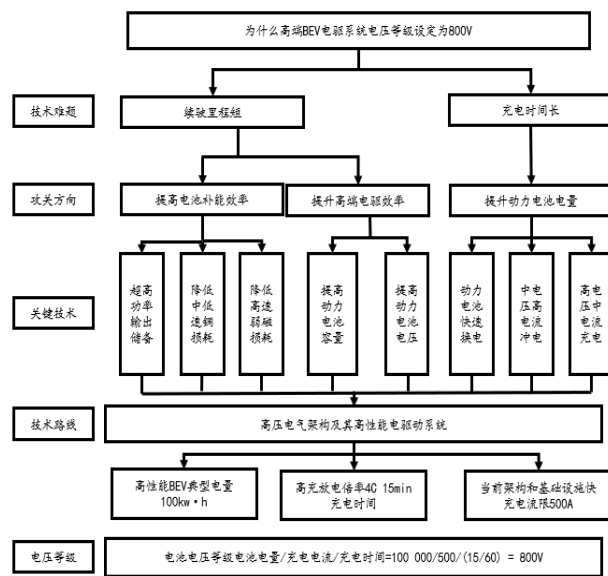 为什么高端BEV电驱系统电压等级设定为800V
技术难题
续驶里程短
充电时间长
攻关方向
提高电池补能效率
提升高端电驱效率
提升动力电池电量
关键技术
超高
功率
输出
储备
降低
中低
速铜
损耗
降低
高速
弱磁
损耗
提高
动力
电池
容量
提高
动力
电池
电压
动力
电池
快速
换电
中电
压高
电流
冲电
高电
压中
电流
充电
技术路线
高压电气架构及其高性能电驱动系统
高性能BEV典型电量
100kw·h
高充放电倍率4C 15min
充电时间
当前架构和基础设施快
充电流限500A
电压等级
电池电压等级电池电量/充电电流/充电时间=100 000/500/(15/60) = 800V